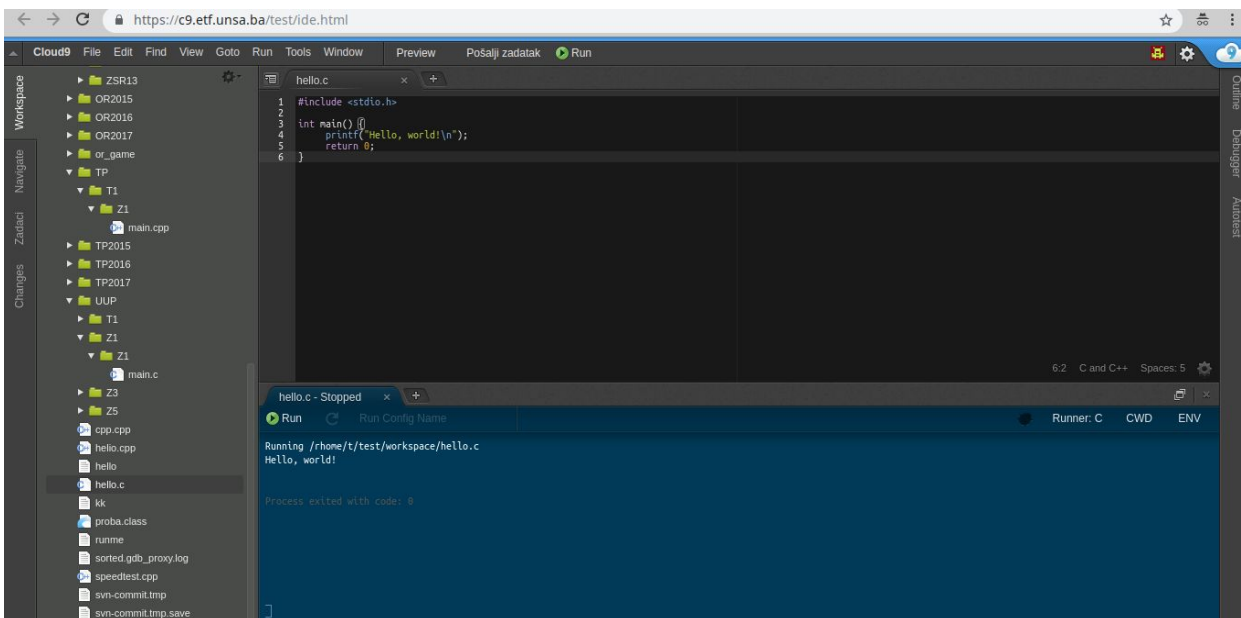 https://c9.etf.unsa.ba/test/ide.html
Cloud9 File Edit Find View Goto Run Tools Window Preview Pošalji zadatak Run
Workspace
Navigate
Zadaci
Changes
ZSR13
OR2015
OR2016
OR2017
or_game
TP
T1
Z1
main.cpp
TP2015
TP2016
TP2017
UUP
T1
Z1
Z1
main.c
Z3
Z5
cpp.cpp
helio.cpp
hello
hello.c
kk
proba.class
runme
sorted.gdb_proxy.log
speedtest.cpp
svn-commit.tmp
svn-commit.tmp.save
hello.c × +
1 #include <stdio.h>
2
3 int main() {
4 printf("Hello, world!\n");
5 return 0;
6 }
6:2 C and C++ Spaces: 5
hello.c - Stopped × +
Run Run Config Name Runner: C CWD ENV
Running /rhome/t/test/workspace/hello.c
Hello, world!
Process exited with code: 0
Outline
Debugger
Autotest